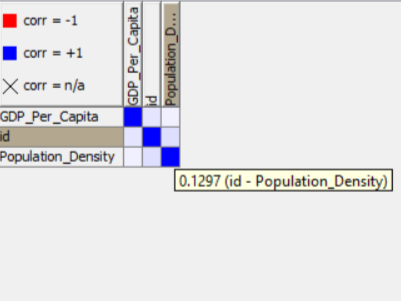 corr = -1
corr = +1
corr = n/a
GDP_Per_Capita
id
Population_D...
GDP_Per_Capita
id
Population_Density
0.1297 (id - Population_Density)